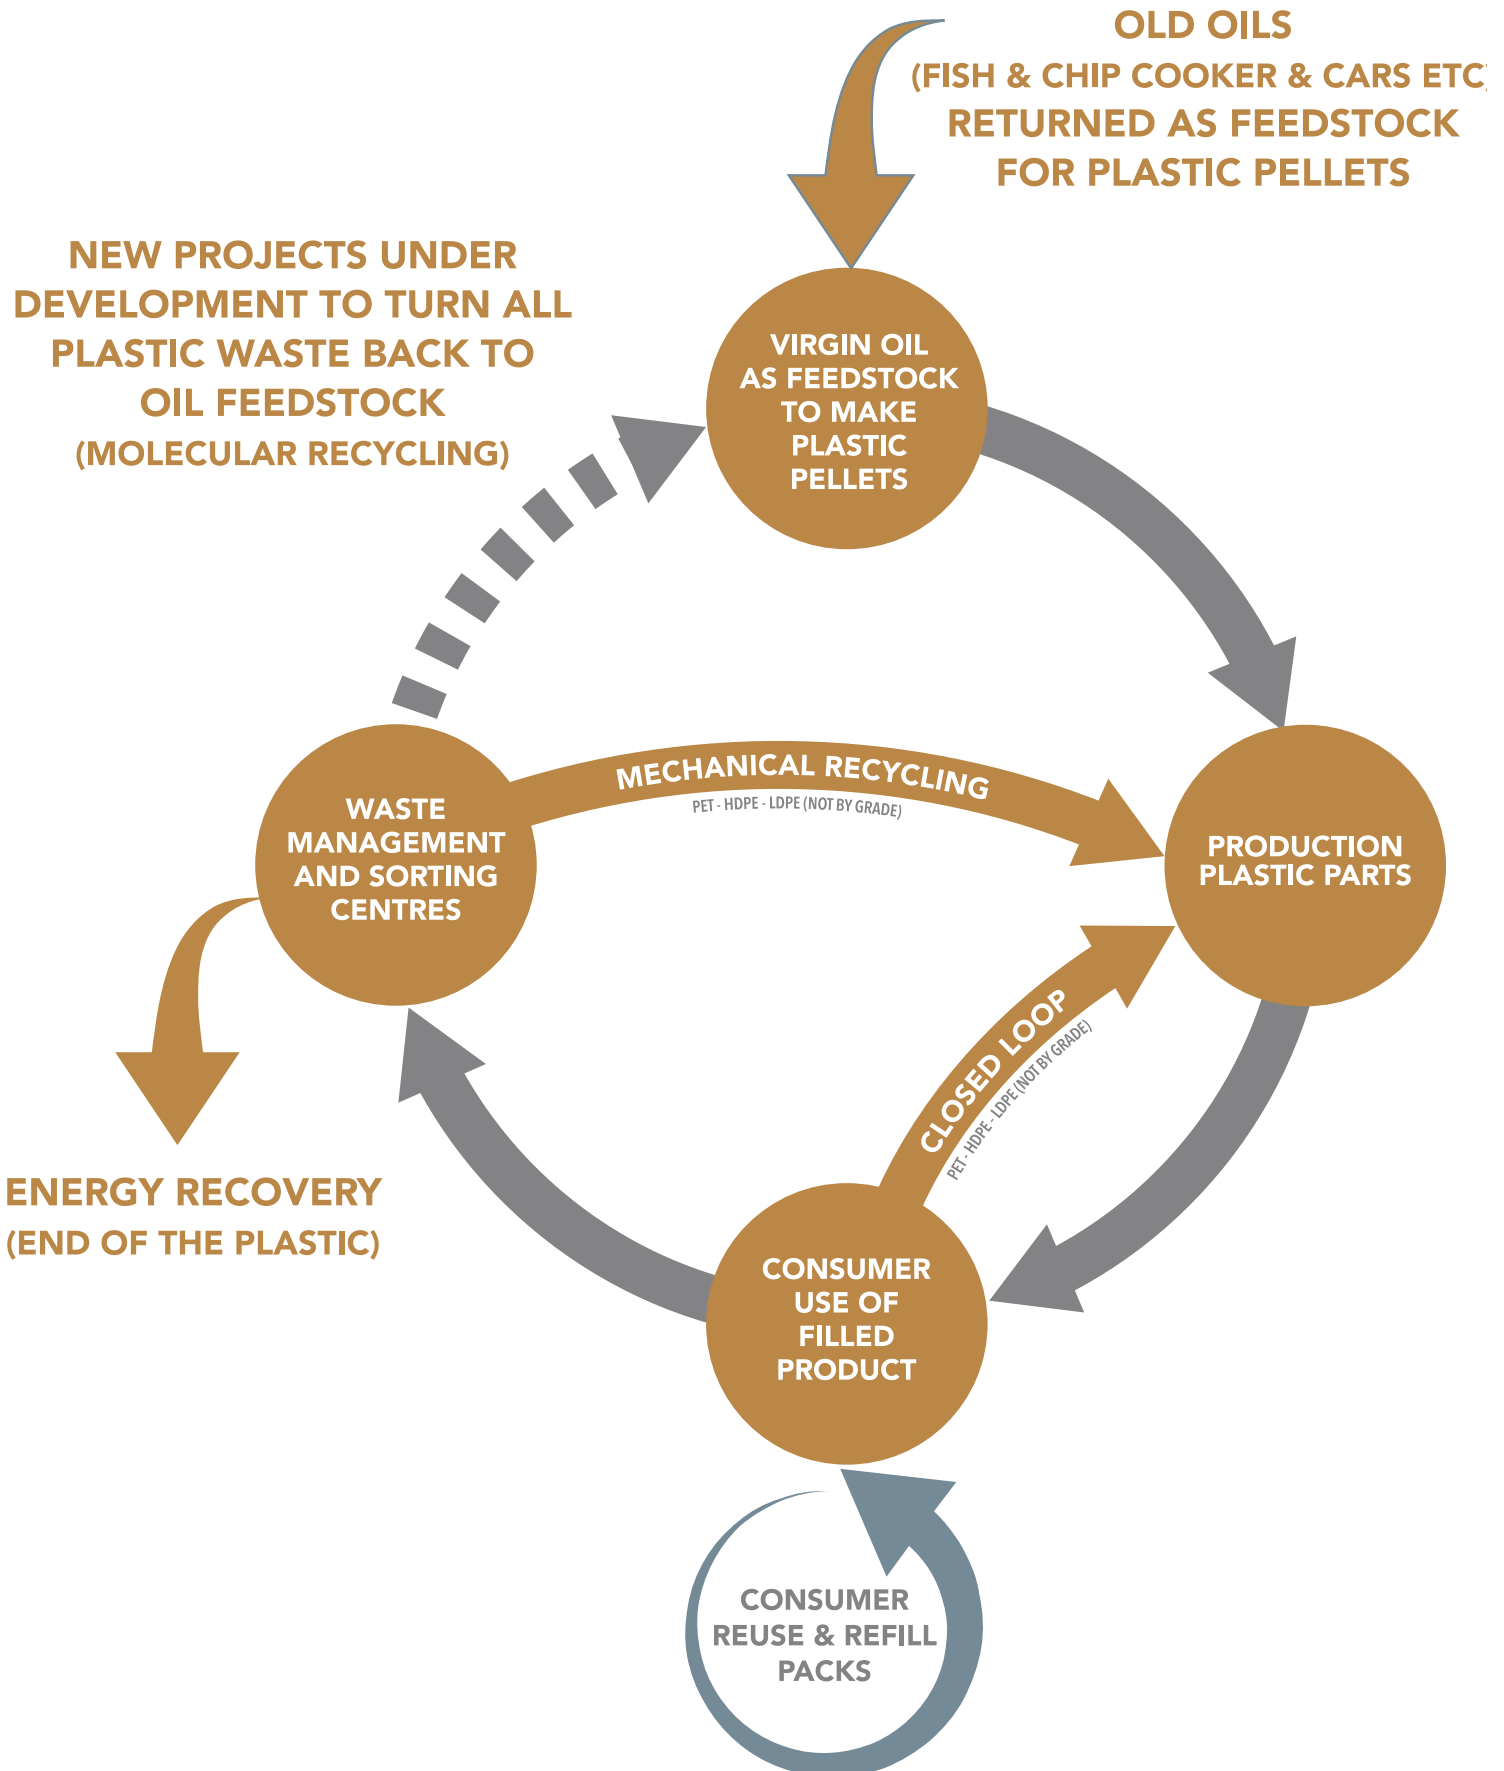 OLD OILS
(FISH & CHIP COOKER & CARS ETC)
RETURNED AS FEEDSTOCK
FOR PLASTIC PELLETS
NEW PROJECTS UNDER
DEVELOPMENT TO TURN ALL
PLASTIC WASTE BACK TO
OIL FEEDSTOCK
(MOLECULAR RECYCLING)
VIRGIN OIL
AS FEEDSTOCK
TO MAKE
PLASTIC
PELLETS
MECHANICAL RECYCLING
PET - HDPE - LDPE (NOT BY GRADE)
WASTE
MANAGEMENT
AND SORTING
CENTRES
PRODUCTION
PLASTIC PARTS
CLOSED LOOP
PET - HDPE - LDPE (NOT BY GRADE)
ENERGY RECOVERY
(END OF THE PLASTIC)
CONSUMER
USE OF
FILLED
PRODUCT
CONSUMER
REUSE & REFILL
PACKS